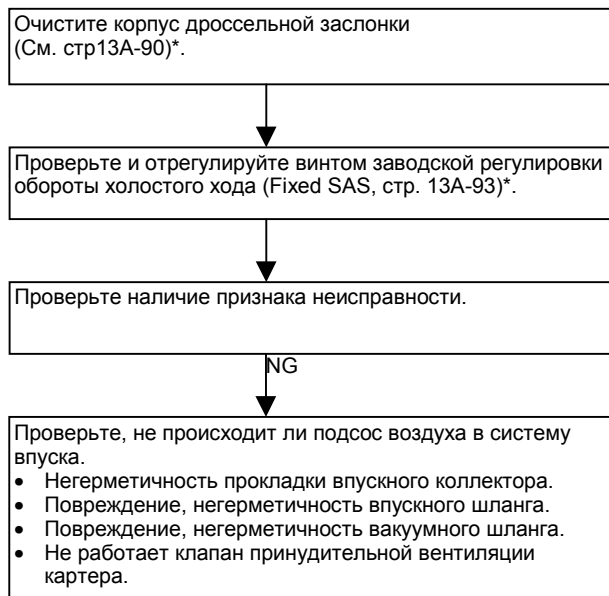 Очистите корпус дроссельной заслонки
(См. стр13А-90)*.
Проверьте и отрегулируйте винтом заводской регулировки
обороты холостого хода (Fixed SAS, стр. 13А-93)*.
Проверьте наличие признака неисправности.
NG
Проверьте, не происходит ли подсос воздуха в систему
впуска.
• Негерметичность прокладки впускного коллектора.
• Повреждение, негерметичность впускного шланга.
• Повреждение, негерметичность вакуумного шланга.
• Не работает клапан принудительной вентиляции
картера.